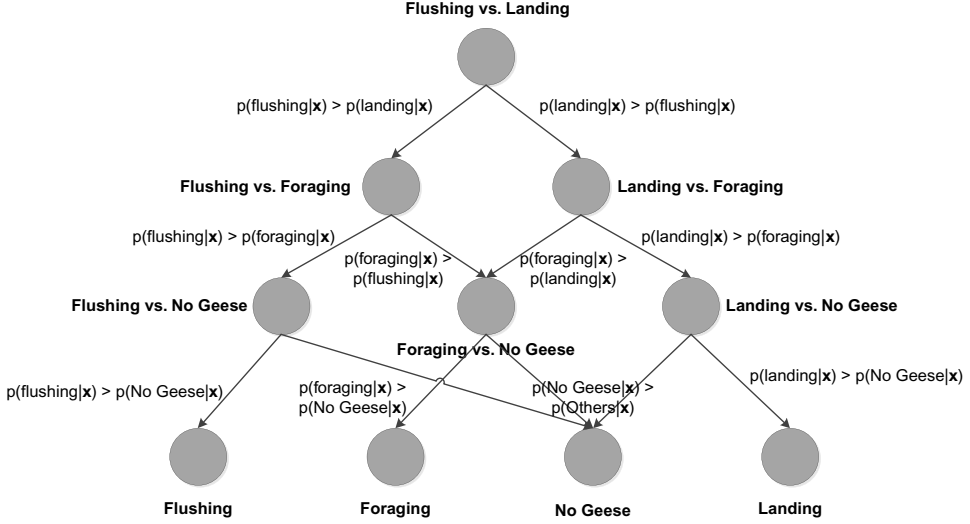 Flushing vs. Landing
p(flushing|x) > p(landing|x)
p(landing|x) > p(flushing|x)
Flushing vs. Foraging
Landing vs. Foraging
p(flushing|x) > p(foraging|x)
p(foraging|x) >
p(flushing|x)
p(foraging|x) >
p(landing|x)
p(landing|x) > p(foraging|x)
Flushing vs. No Geese
Foraging vs. No Geese
Landing vs. No Geese
p(flushing|x) > p(No Geese|x)
p(foraging|x) >
p(No Geese|x)
p(No Geese|x) >
p(Others|x)
p(landing|x) > p(No Geese|x)
Flushing
Foraging
No Geese
Landing